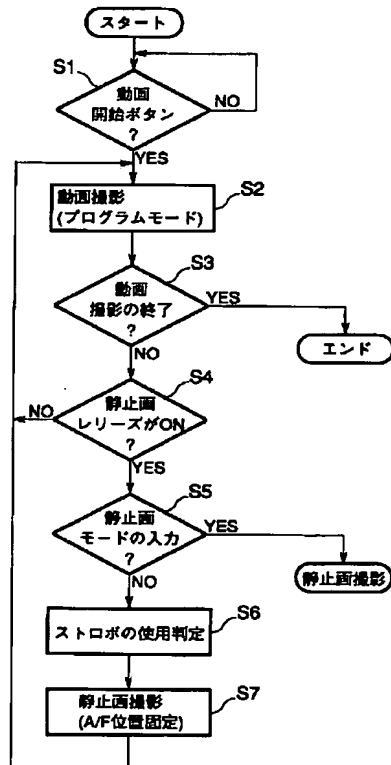 スタート
S1
動画
開始ボタン
?
NO
YES
動画撮影
(プログラムモード)
S2
S3
動画
撮影の終了
?
YES
エンド
NO
S4
静止画
レリーズがON
?
NO
YES
S5
静止画
モードの入力
?
YES
静止画撮影
NO
ストロボの使用判定
S6
静止画撮影
(A/F位置固定)
S7